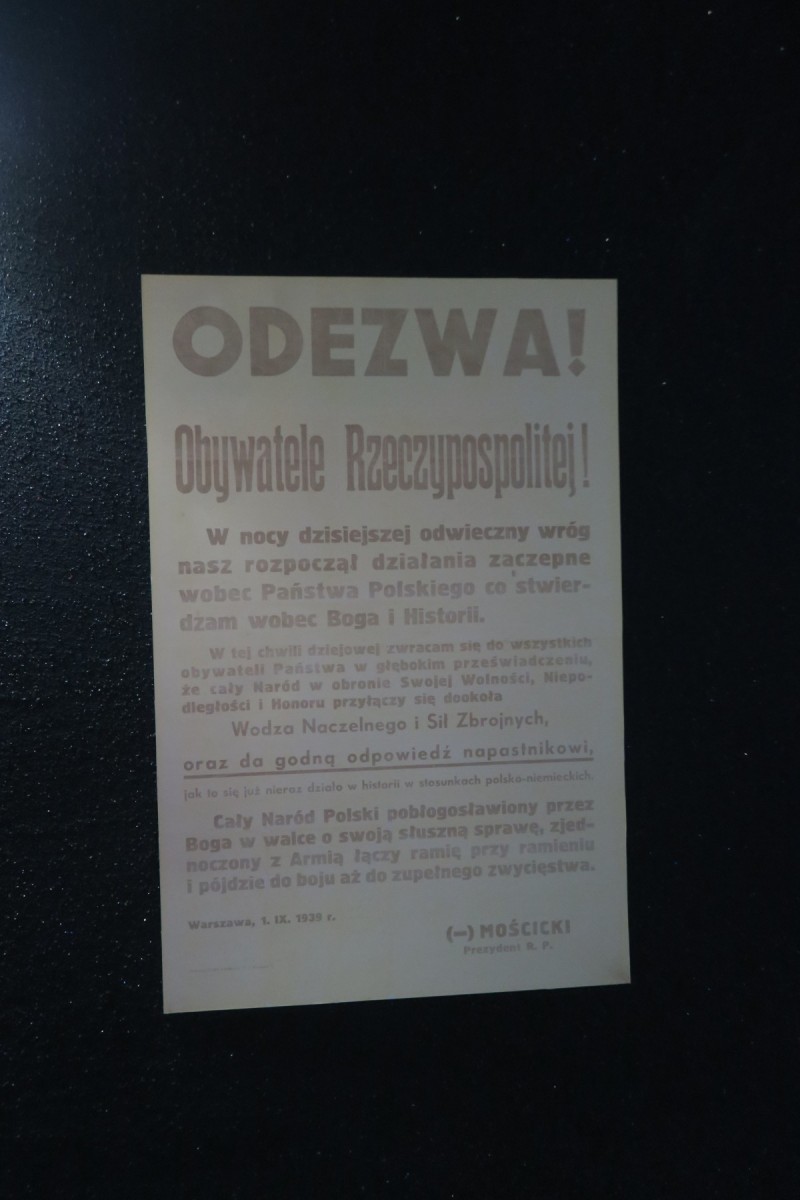 ODEZWA!
Obywatele Rzeczypospolitej!
W nocy dzisiejszej odwieczny wróg
nasz rozpoczął działania zaczepne
wobec Państwa Polskiego co stwier-
dzam wobec Boga i Historii.
W tej chwili dziejowej zwracam się do wszystkich
obywateli Państwa w głębokim przeświadczeniu,
że cały Naród w obronie Swojej Wolności, Niepo-
dległości i Honoru przyłączy się dookoła
Wodza Naczelnego i Sił Zbrojnych,
oraz da godną odpowiedź napastnikowi,
jak to się już nieraz działo w historii w stosunkach polsko-niemieckich.
Cały Naród Polski pobłogosławiony przez
Boga w walce o swoją słuszną sprawę, zjed-
noczony z Armią łączy ramię przy ramieniu
i pójdzie do boju aż do zupełnego zwycięstwa.
Warszawa, 1. IX. 1939 r.
(—) MOŚCICKI
Prezydent R. P.